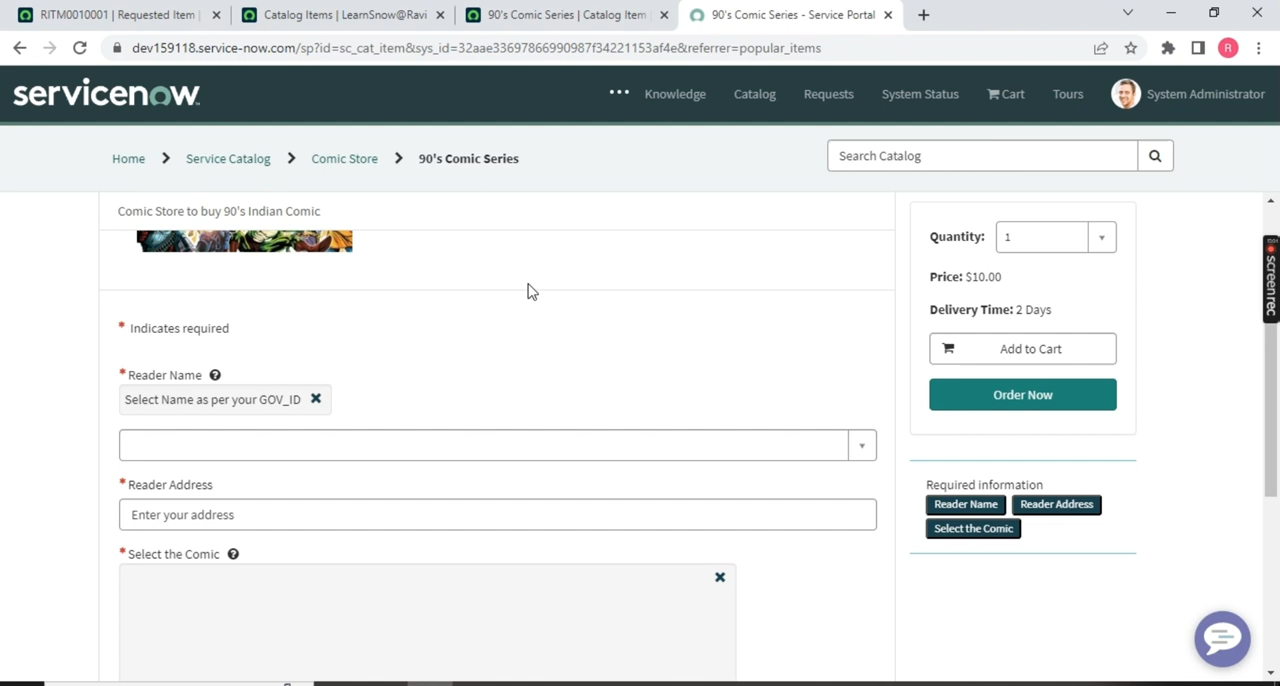 RITM0010001 | Requested Item |
Catalog Items | LearnSnow@Ravi
90's Comic Series | Catalog Item
90's Comic Series - Service Portal
dev159118.service-now.com/sp?id=sc_cat_item&sys_id=32aae33697866990987f34221153af4e&referrer=popular_items
R
servicenow
Knowledge
Catalog
Requests
System Status
Cart
Tours
System Administrator
Home
Service Catalog
Comic Store
90's Comic Series
Search Catalog
Comic Store to buy 90's Indian Comic
* Indicates required
* Reader Name
Select Name as per your GOV_ID
* Reader Address
Enter your address
* Select the Comic
Quantity: 1
Price: $10.00
Delivery Time: 2 Days
Add to Cart
Order Now
Required information
Reader Name
Reader Address
Select the Comic
screenrec